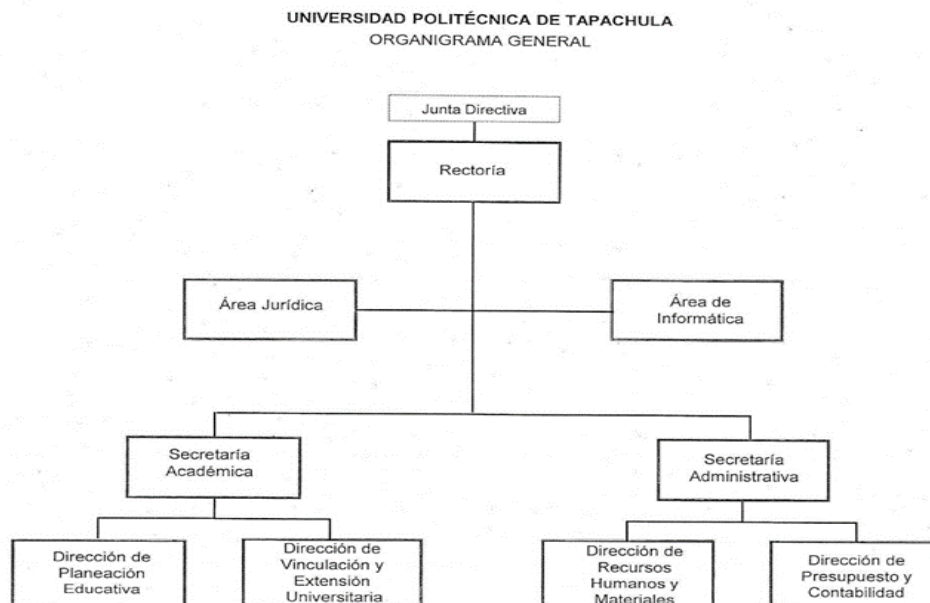 UNIVERSIDAD POLITÉCNICA DE TAPACHULA
ORGANIGRAMA GENERAL
Junta Directiva
Rectoría
Área Jurídica
Área de
Informática
Secretaría
Académica
Secretaría
Administrativa
Dirección de
Planeación
Educativa
Dirección de
Vinculación y
Extensión
Universitaria
Dirección de
Recursos
Humanos y
Materiales
Dirección de
Presupuesto y
Contabilidad